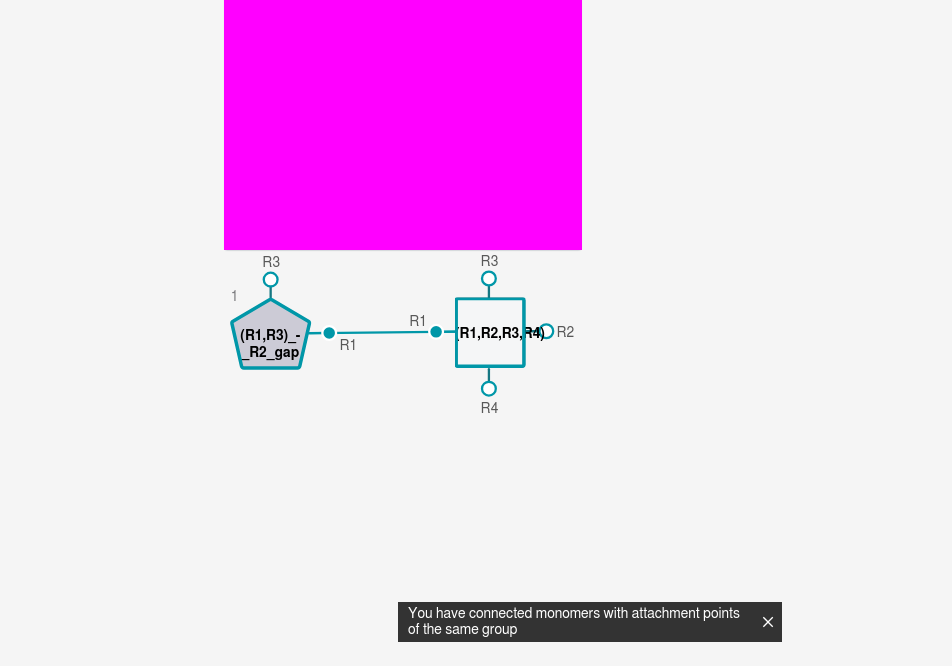 R3
R3
1
R1
(R1,R3)_-
_R2_gap
R1
(R1,R2,R3,R4)
R2
R4
You have connected monomers with attachment points
of the same group